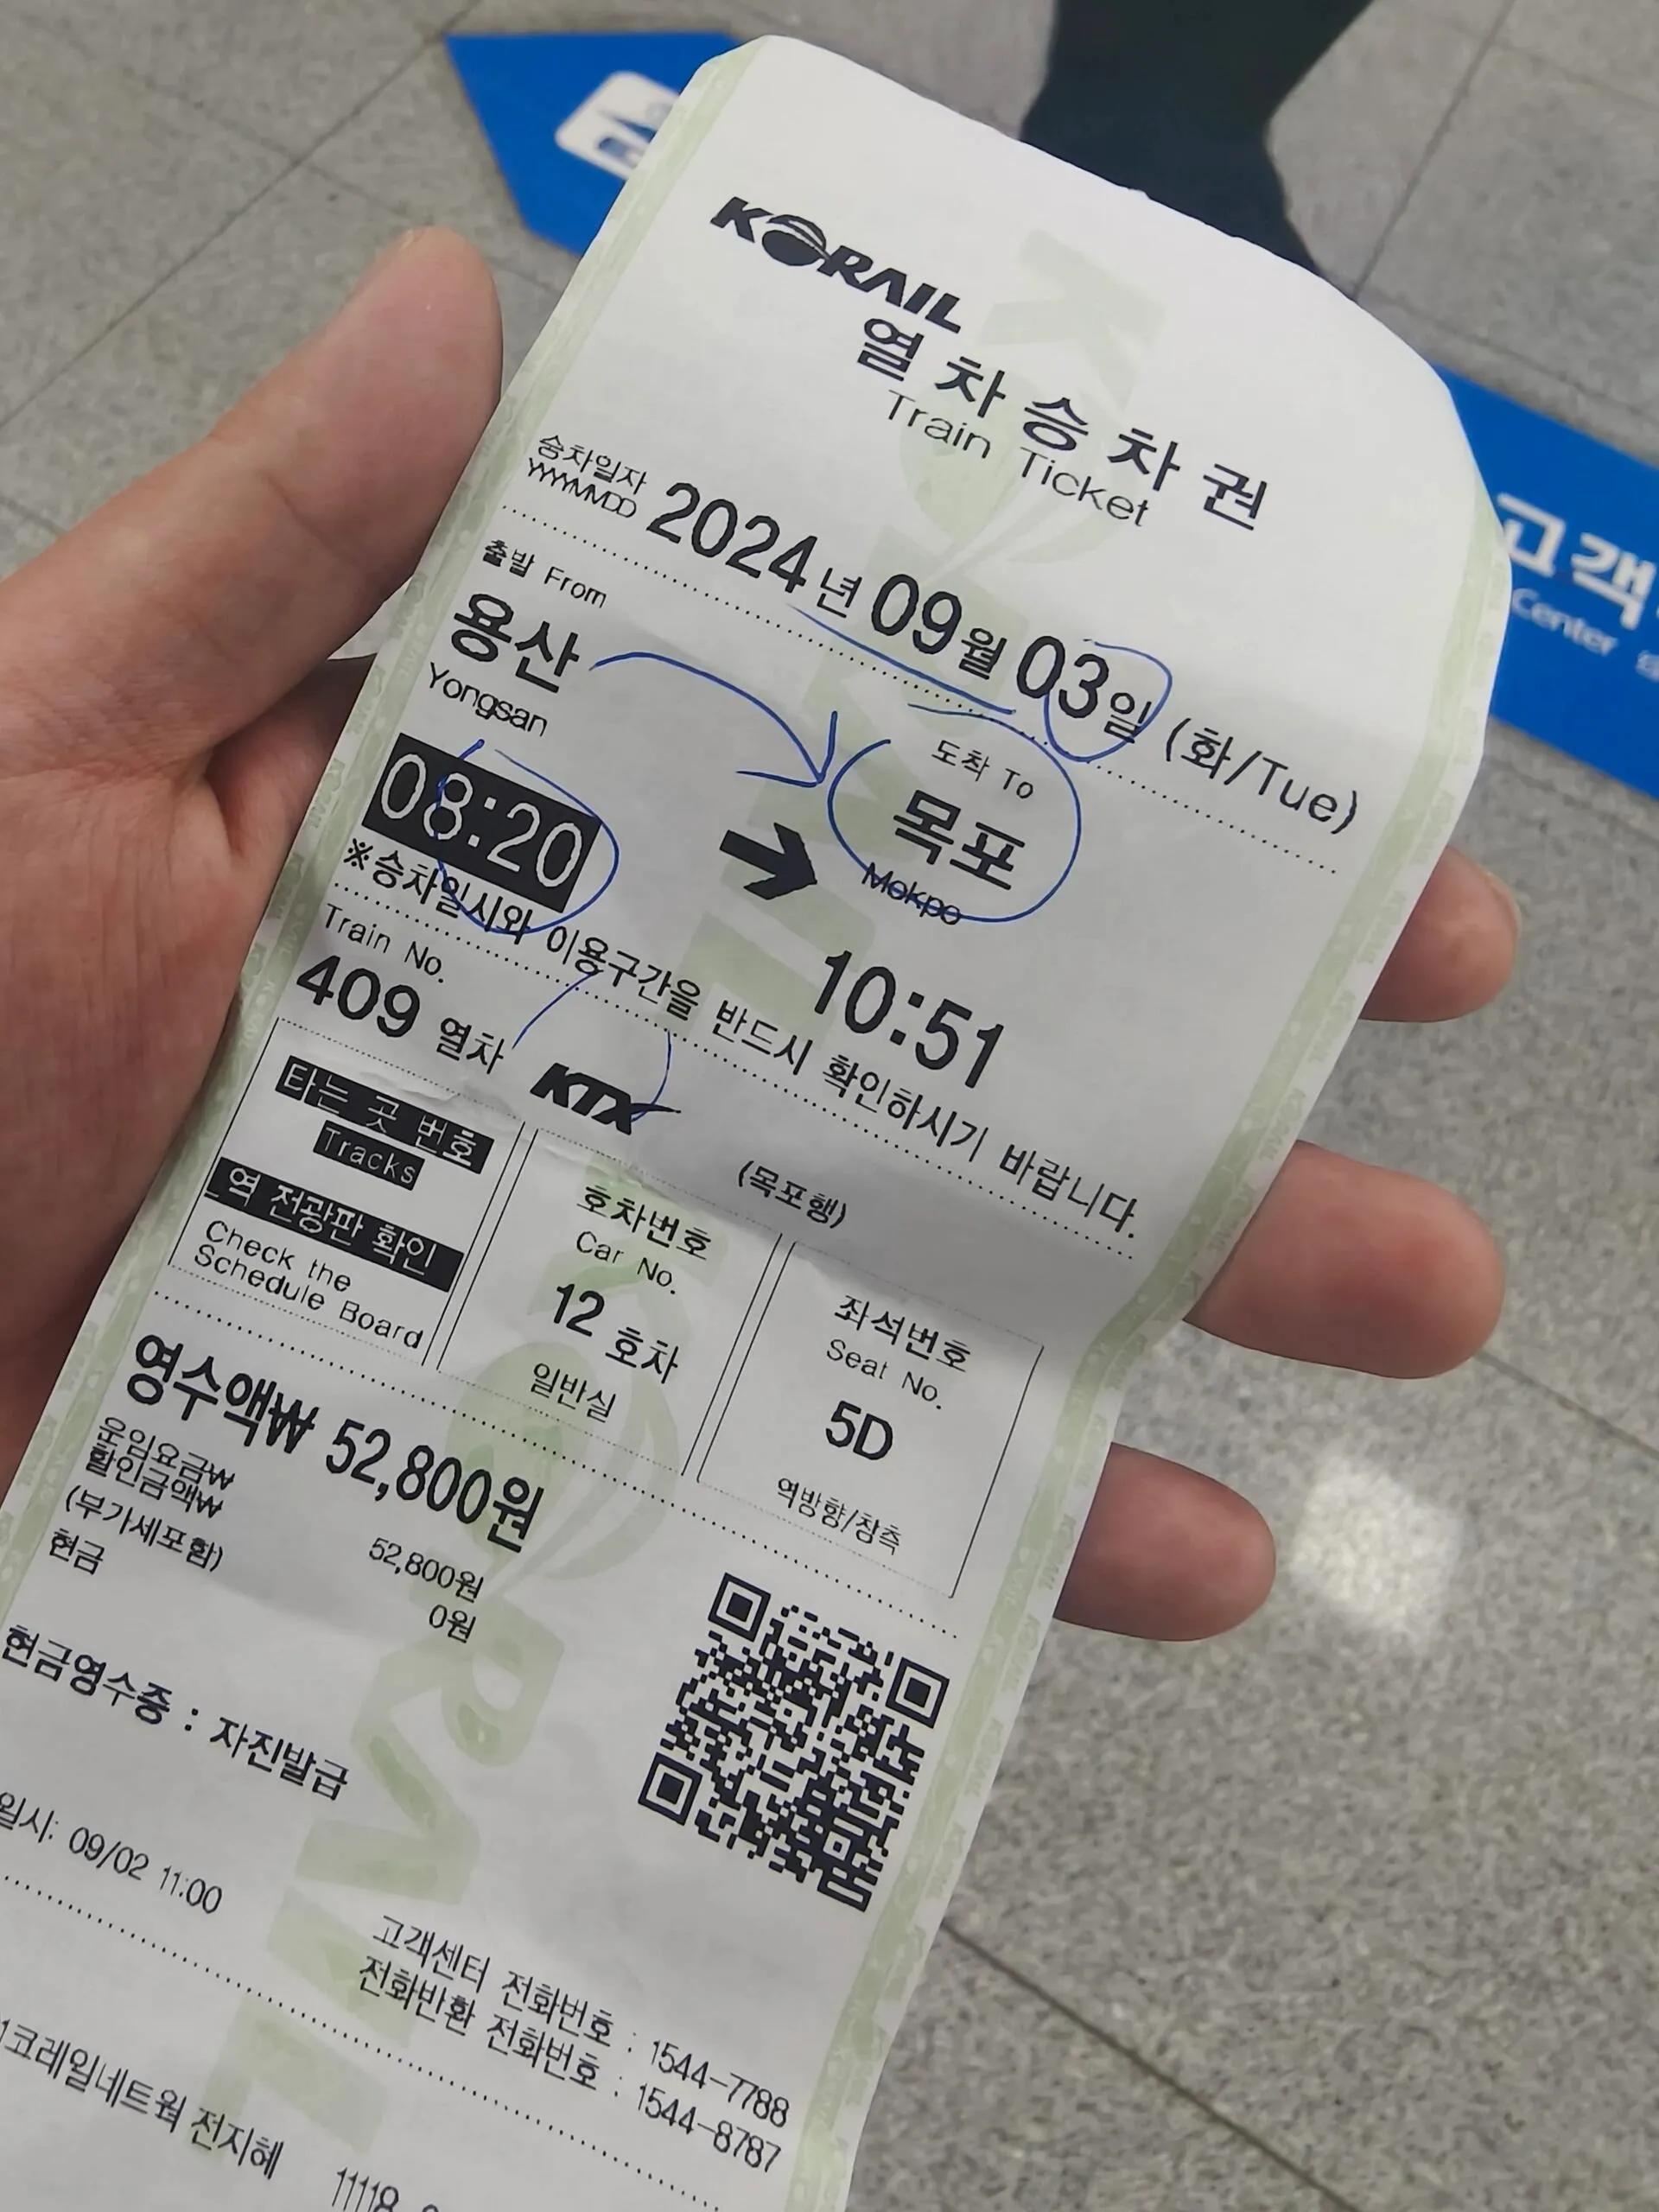 KORAIL
열차승차권
Train Ticket
승차일자
YYYYMMDD
2024년 09월 03일 (화/Tue)
출발 From
용산
Yongsan
08:20
도착 To
목포
Mokpo
10:51
※승차일시와 이용구간을 반드시 확인하시기 바랍니다.
Train No.
409 열차
KTX
(목포행)
타는 곳 번호
Tracks
역 전광판 확인
Check the
Schedule Board
호차번호
Car No.
12 호차
일반실
좌석번호
Seat No.
5D
역방향/창측
영수액₩ 52,800원
운임요금₩ 52,800원
할인금액₩ 0원
(부가세포함)
현금
현금영수증 : 자진발급
일시: 09/02 11:00
고객센터 전화번호 : 1544-7788
전화반환 전화번호 : 1544-8787
코레일네트웍 전지혜 11118
고객
Center